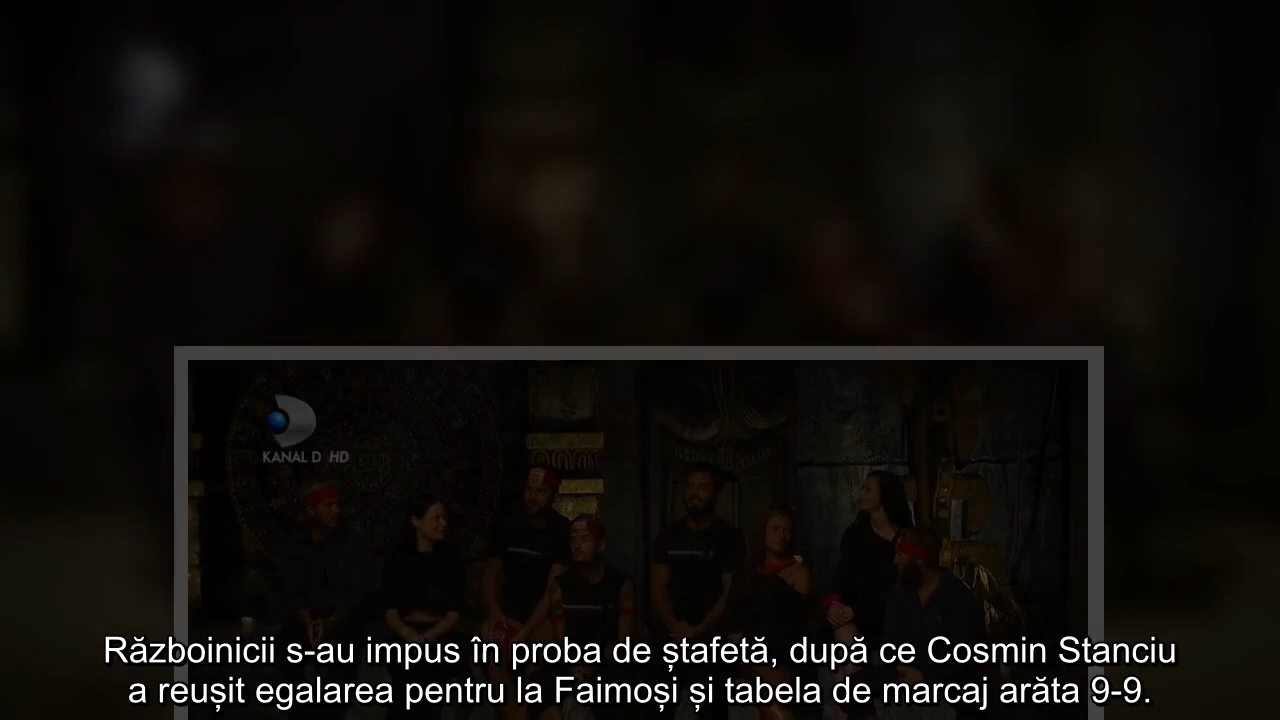 KANAL D HD
Războinicii s-au impus în proba de ștafetă, după ce Cosmin Stanciu
a reușit egalarea pentru la Faimoși și tabela de marcaj arăta 9-9.